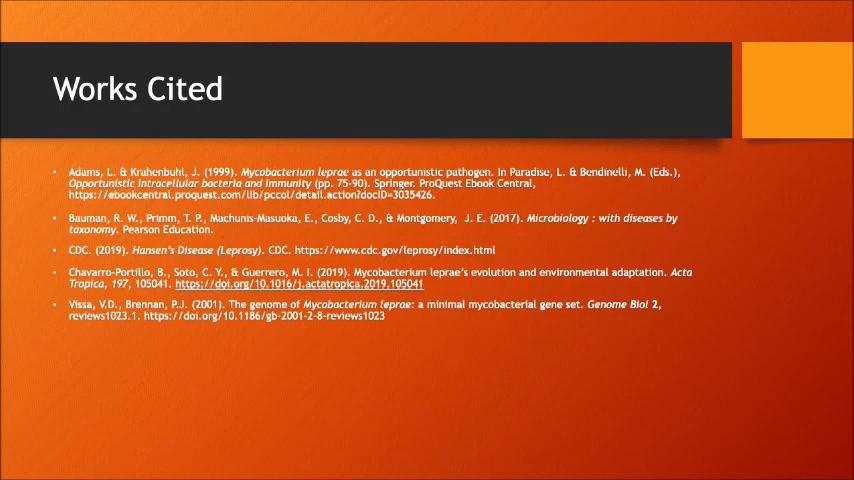 Works Cited
• Adams, L. & Krahenbuhl, J. (1999). Mycobacterium leprae as an opportunistic pathogen. In Paradise, L. & Bendinelli, M. (Eds.),
Opportunistic intracellular bacteria and immunity (pp. 75-90). Springer. ProQuest Ebook Central,
https://ebookcentral.proquest.com/lib/pccol/detail.action?docID=3035426.
• Bauman, R. W., Primm, T. P., Machunis-Masuoka, E., Cosby, C. D., & Montgomery, J. E. (2017). Microbiology : with diseases by
taxonomy. Pearson Education.
• CDC. (2019). Hansen's Disease (Leprosy). CDC. https://www.cdc.gov/leprosy/index.html
• Chavarro-Portillo, B., Soto, C. Y., & Guerrero, M. I. (2019). Mycobacterium leprae's evolution and environmental adaptation. Acta
Tropica, 197, 105041. https://doi.org/10.1016/j.actatropica.2019.105041
• Vissa, V.D., Brennan, P.J. (2001). The genome of Mycobacterium leprae: a minimal mycobacterial gene set. Genome Biol 2,
reviews1023.1. https://doi.org/10.1186/gb-2001-2-8-reviews1023